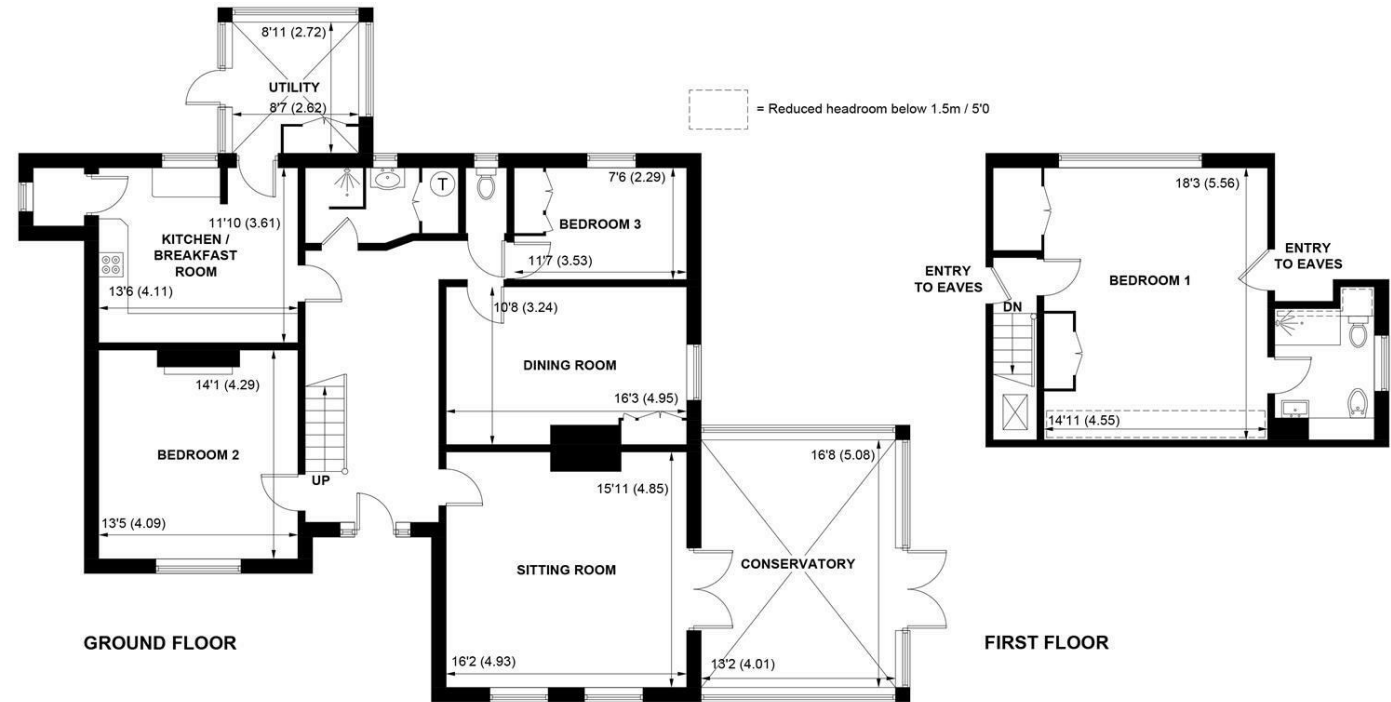 8'11 (2.72)
UTILITY
8'7 (2.62)
= Reduced headroom below 1.5m / 5'0
T
7'6 (2.29)
BEDROOM 3
11'7 (3.53)
11'10 (3.61)
KITCHEN /
BREAKFAST
ROOM
13'6 (4.11)
10'8 (3.24)
DINING ROOM
16'3 (4.95)
14'1 (4.29)
BEDROOM 2
13'5 (4.09)
UP
15'11 (4.85)
SITTING ROOM
16'2 (4.93)
16'8 (5.08)
CONSERVATORY
13'2 (4.01)
GROUND FLOOR
18'3 (5.56)
ENTRY
TO EAVES
ENTRY
TO EAVES
BEDROOM 1
DN
14'11 (4.55)
FIRST FLOOR